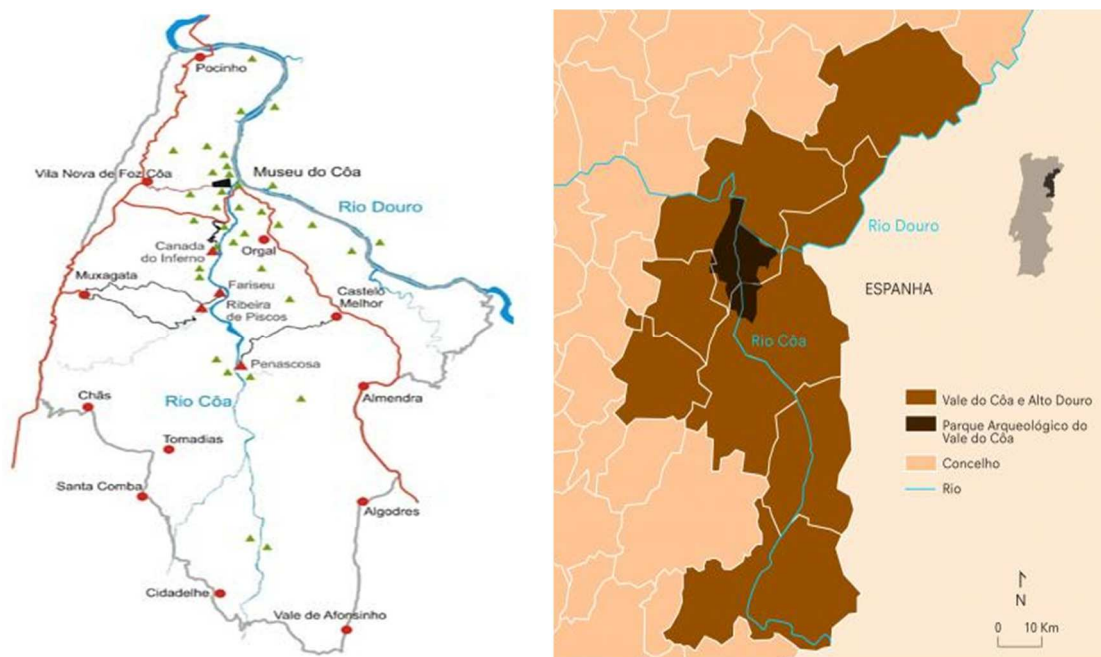 Pocinho
Vila Nova de Foz Côa
Museu do Côa
Rio Douro
Canada
do Inferno
Orgal
Muxagata
Fariseu
Ribeira
de Piscos
Castelo
Melhor
Penascosa
Rio Côa
Almendra
Chãs
Tomadias
Santa Comba
Algodres
Cidadelhe
Vale de Afonsinho
Rio Douro
ESPANHA
Rio Côa
Vale do Côa e Alto Douro
Parque Arqueológico do
Vale do Côa
Concelho
Rio
N
0 10 Km